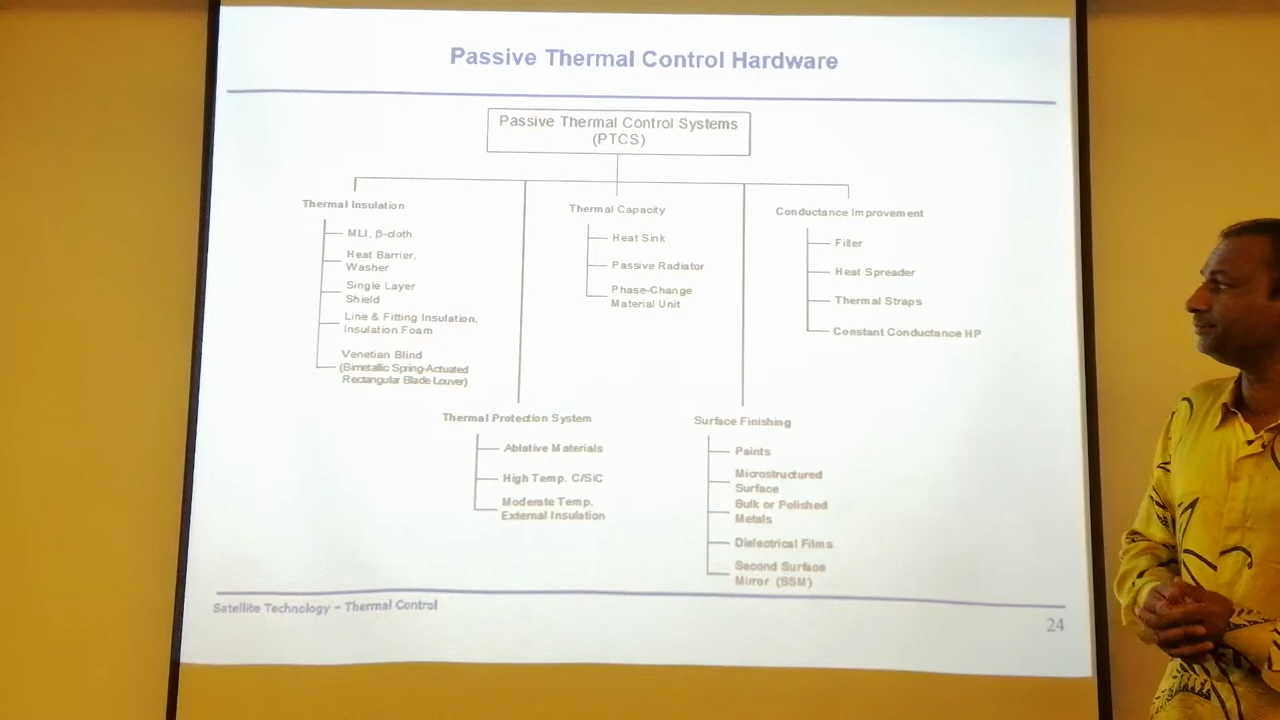 Passive Thermal Control Hardware
Passive Thermal Control Systems
(PTCS)
Thermal Insulation
MLI, β-cloth
Heat Barrier,
Washer
Single Layer
Shield
Line & Fitting Insulation,
Insulation Foam
Venetian Blind
(Bimetallic Spring-Actuated
Rectangular Blade Louver)
Thermal Protection System
Ablative Materials
High Temp. C/SiC
Moderate Temp.
External Insulation
Thermal Capacity
Heat Sink
Passive Radiator
Phase-Change
Material Unit
Surface Finishing
Paints
Microstructured
Surface
Bulk or Polished
Metals
Dielectrical Films
Second Surface
Mirror (SSM)
Conductance Improvement
Filler
Heat Spreader
Thermal Straps
Constant Conductance HP
Satellite Technology – Thermal Control
24